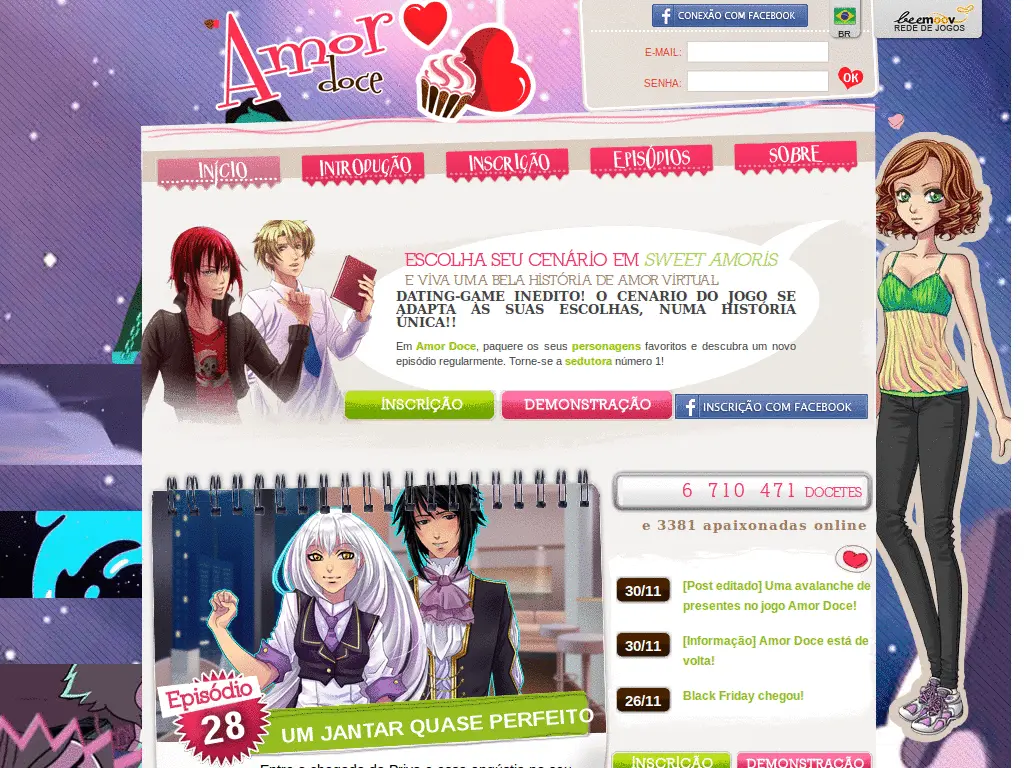 Amor
doce
CONEXÃO COM FACEBOOK
BR
beemoov
REDE DE JOGOS
E-MAIL:
SENHA:
OK
INÍCIO
INTRODUÇÃO
INSCRIÇÃO
EPISÓDIOS
SOBRE
ESCOLHA SEU CENÁRIO EM SWEET AMORIS
E VIVA UMA BELA HISTÓRIA DE AMOR VIRTUAL
DATING-GAME INEDITO! O CENARIO DO JOGO SE
ADAPTA ÀS SUAS ESCOLHAS, NUMA HISTÓRIA
ÚNICA!!
Em Amor Doce, paquere os seus personagens favoritos e descubra um novo
episódio regularmente. Torne-se a sedutora número 1!
INSCRIÇÃO
DEMONSTRAÇÃO
INSCRIÇÃO COM FACEBOOK
6 710 471 DOCETES
e 3381 apaixonadas online
30/11
[Post editado] Uma avalanche de
presentes no jogo Amor Doce!
30/11
[Informação] Amor Doce está de
volta!
26/11
Black Friday chegou!
Episódio
28
UM JANTAR QUASE PERFEITO
INSCRIÇÃO
DEMONSTRAÇÃO